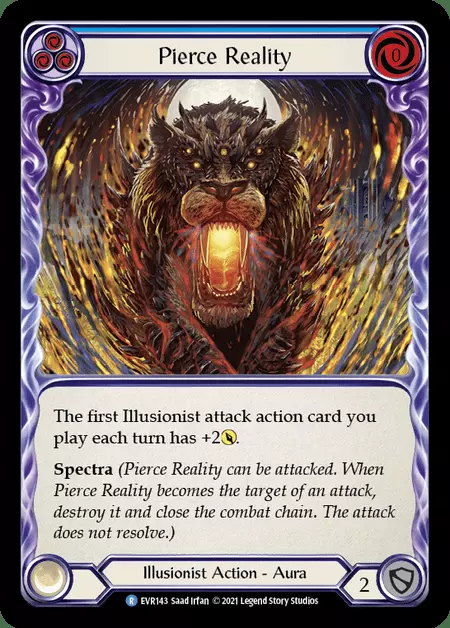 Pierce Reality
0
The first Illusionist attack action card you
play each turn has +2.
Spectra (Pierce Reality can be attacked. When
Pierce Reality becomes the target of an attack,
destroy it and close the combat chain. The attack
does not resolve.)
Illusionist Action - Aura
2
R EVR143 Saad Irfan © 2021 Legend Story Studios